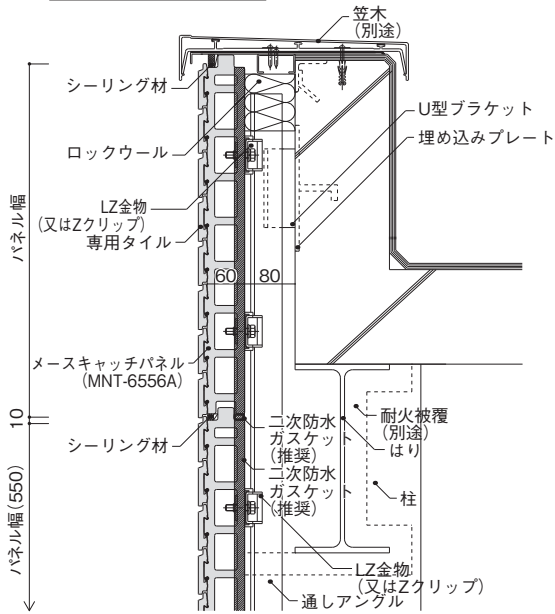 笠木
(別途)
シーリング材
U型ブラケット
埋め込みプレート
ロックウール
LZ金物
(又はZクリップ)
専用タイル
パネル幅
60
80
メースキャッチパネル
(MNT-6556A)
10
シーリング材
二次防水
ガスケット
(推奨)
二次防水
ガスケット
(推奨)
耐火被覆
(別途)
はり
柱
パネル幅(550)
LZ金物
(又はZクリップ)
通しアングル